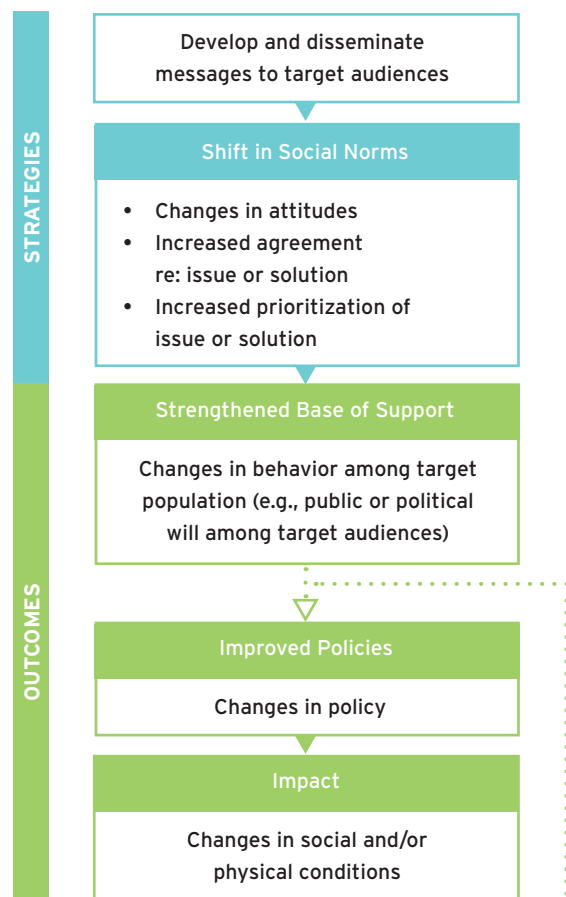 STRATEGIES
Develop and disseminate
messages to target audiences
Shift in Social Norms
• Changes in attitudes
• Increased agreement
re: issue or solution
• Increased prioritization of
issue or solution
OUTCOMES
Strengthened Base of Support
Changes in behavior among target
population (e.g., public or political
will among target audiences)
Improved Policies
Changes in policy
Impact
Changes in social and/or
physical conditions